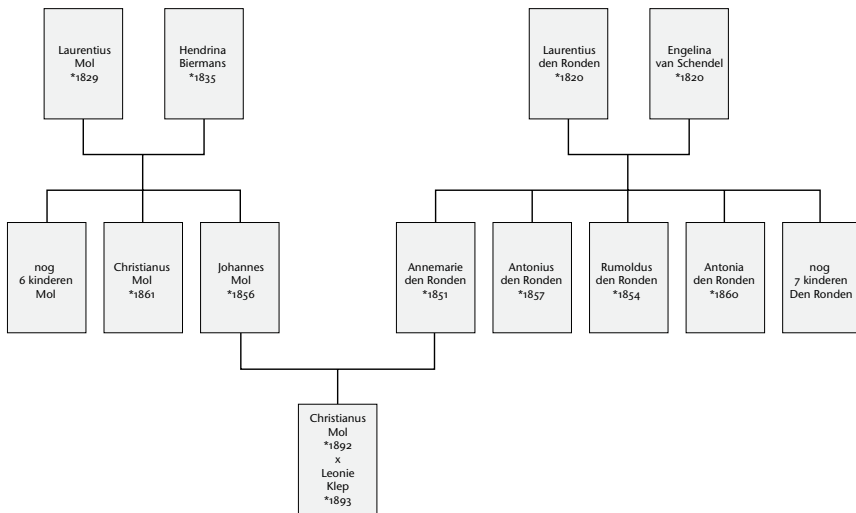 Laurentius
Mol
*1829
Hendrina
Biermans
*1835
Laurentius
den Ronden
*1820
Engelina
van Schendel
*1820
nog
6 kinderen
Mol
Christianus
Mol
*1861
Johannes
Mol
*1856
Annemarie
den Ronden
*1851
Antonius
den Ronden
*1857
Rumoldus
den Ronden
*1854
Antonia
den Ronden
*1860
nog
7 kinderen
Den Ronden
Christianus
Mol
*1892
x
Leonie
Klep
*1893